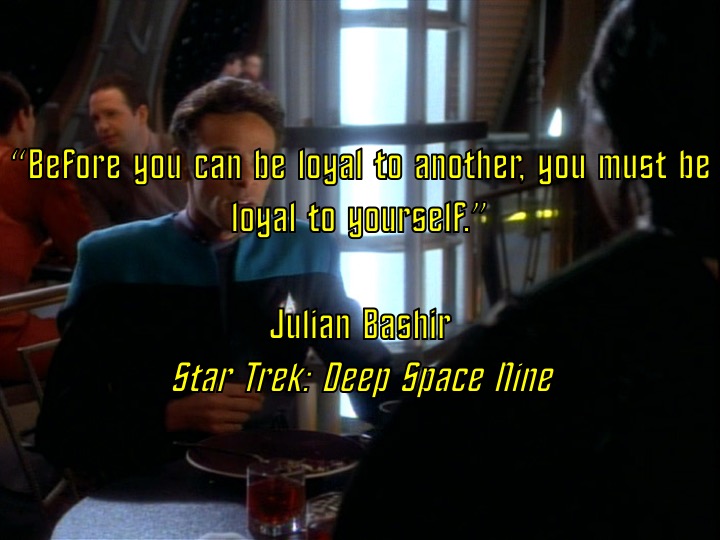 “Before you can be loyal to another, you must be
loyal to yourself.”
Julian Bashir
Star Trek: Deep Space Nine